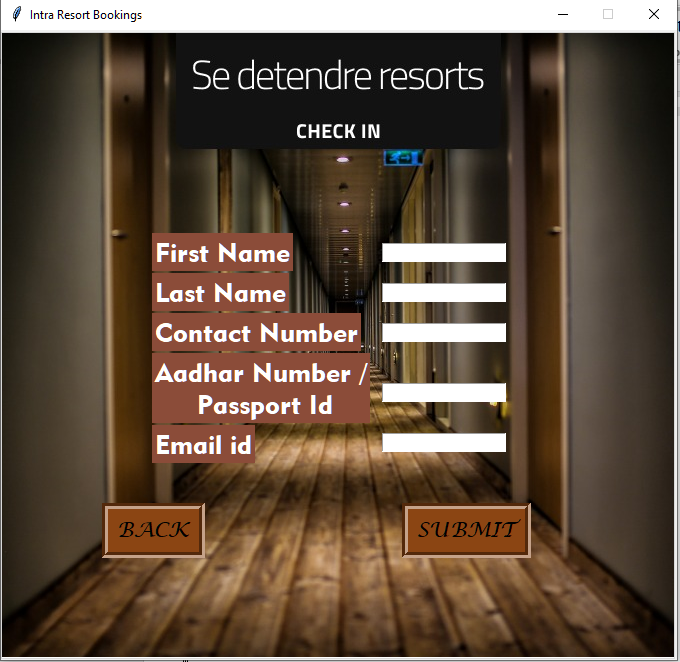 Intra Resort Bookings
Se detendre resorts
CHECK IN
First Name
Last Name
Contact Number
Aadhar Number /
Passport Id
Email id
BACK
SUBMIT